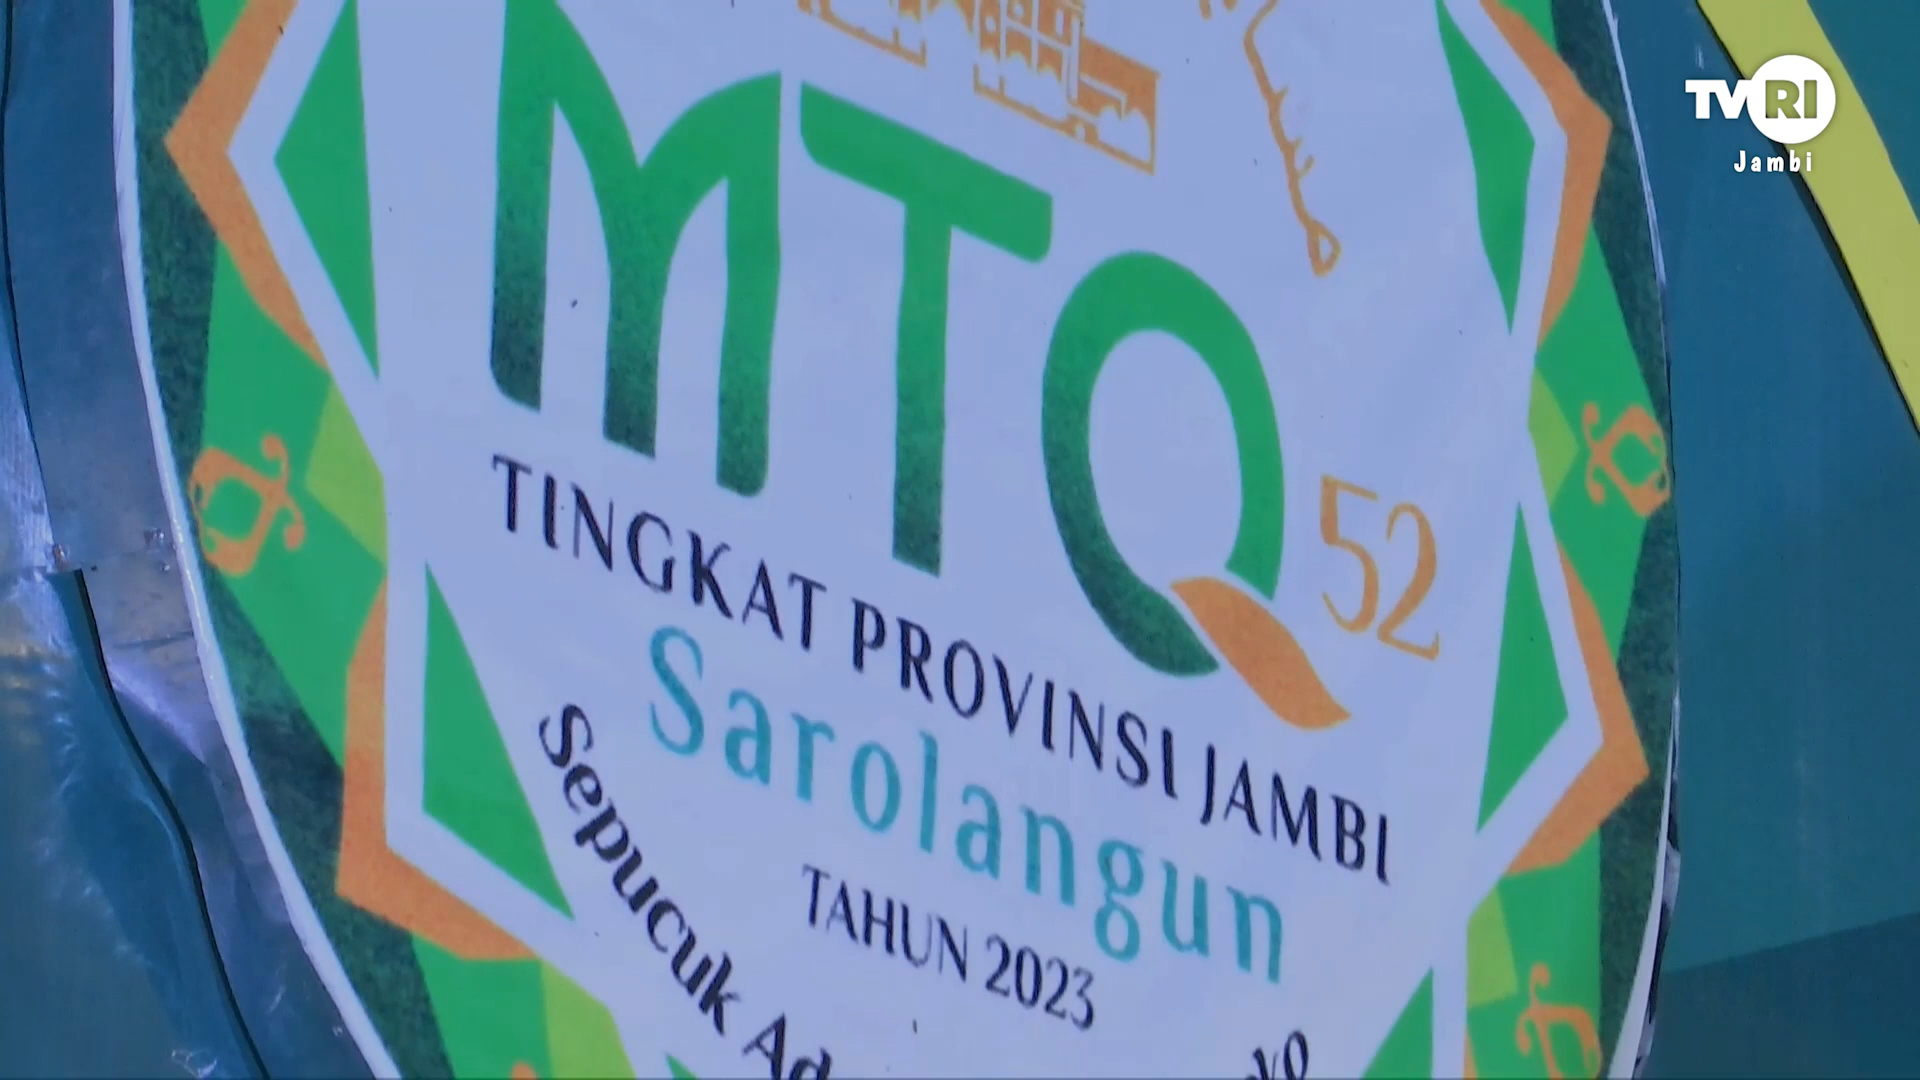 TVRI
Jambi
MTQ
52
TINGKAT PROVINSI JAMBI
Sarolangun
TAHUN 2023
Sepucuk